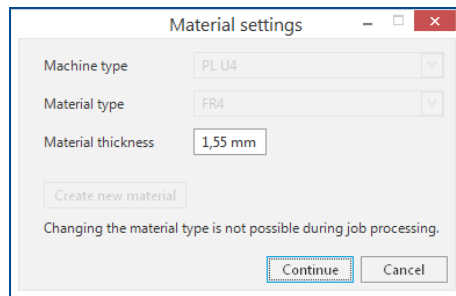 Material settings
Machine type PL U4
Material type FR4
Material thickness 1,55 mm
Create new material
Changing the material type is not possible during job processing.
Continue Cancel